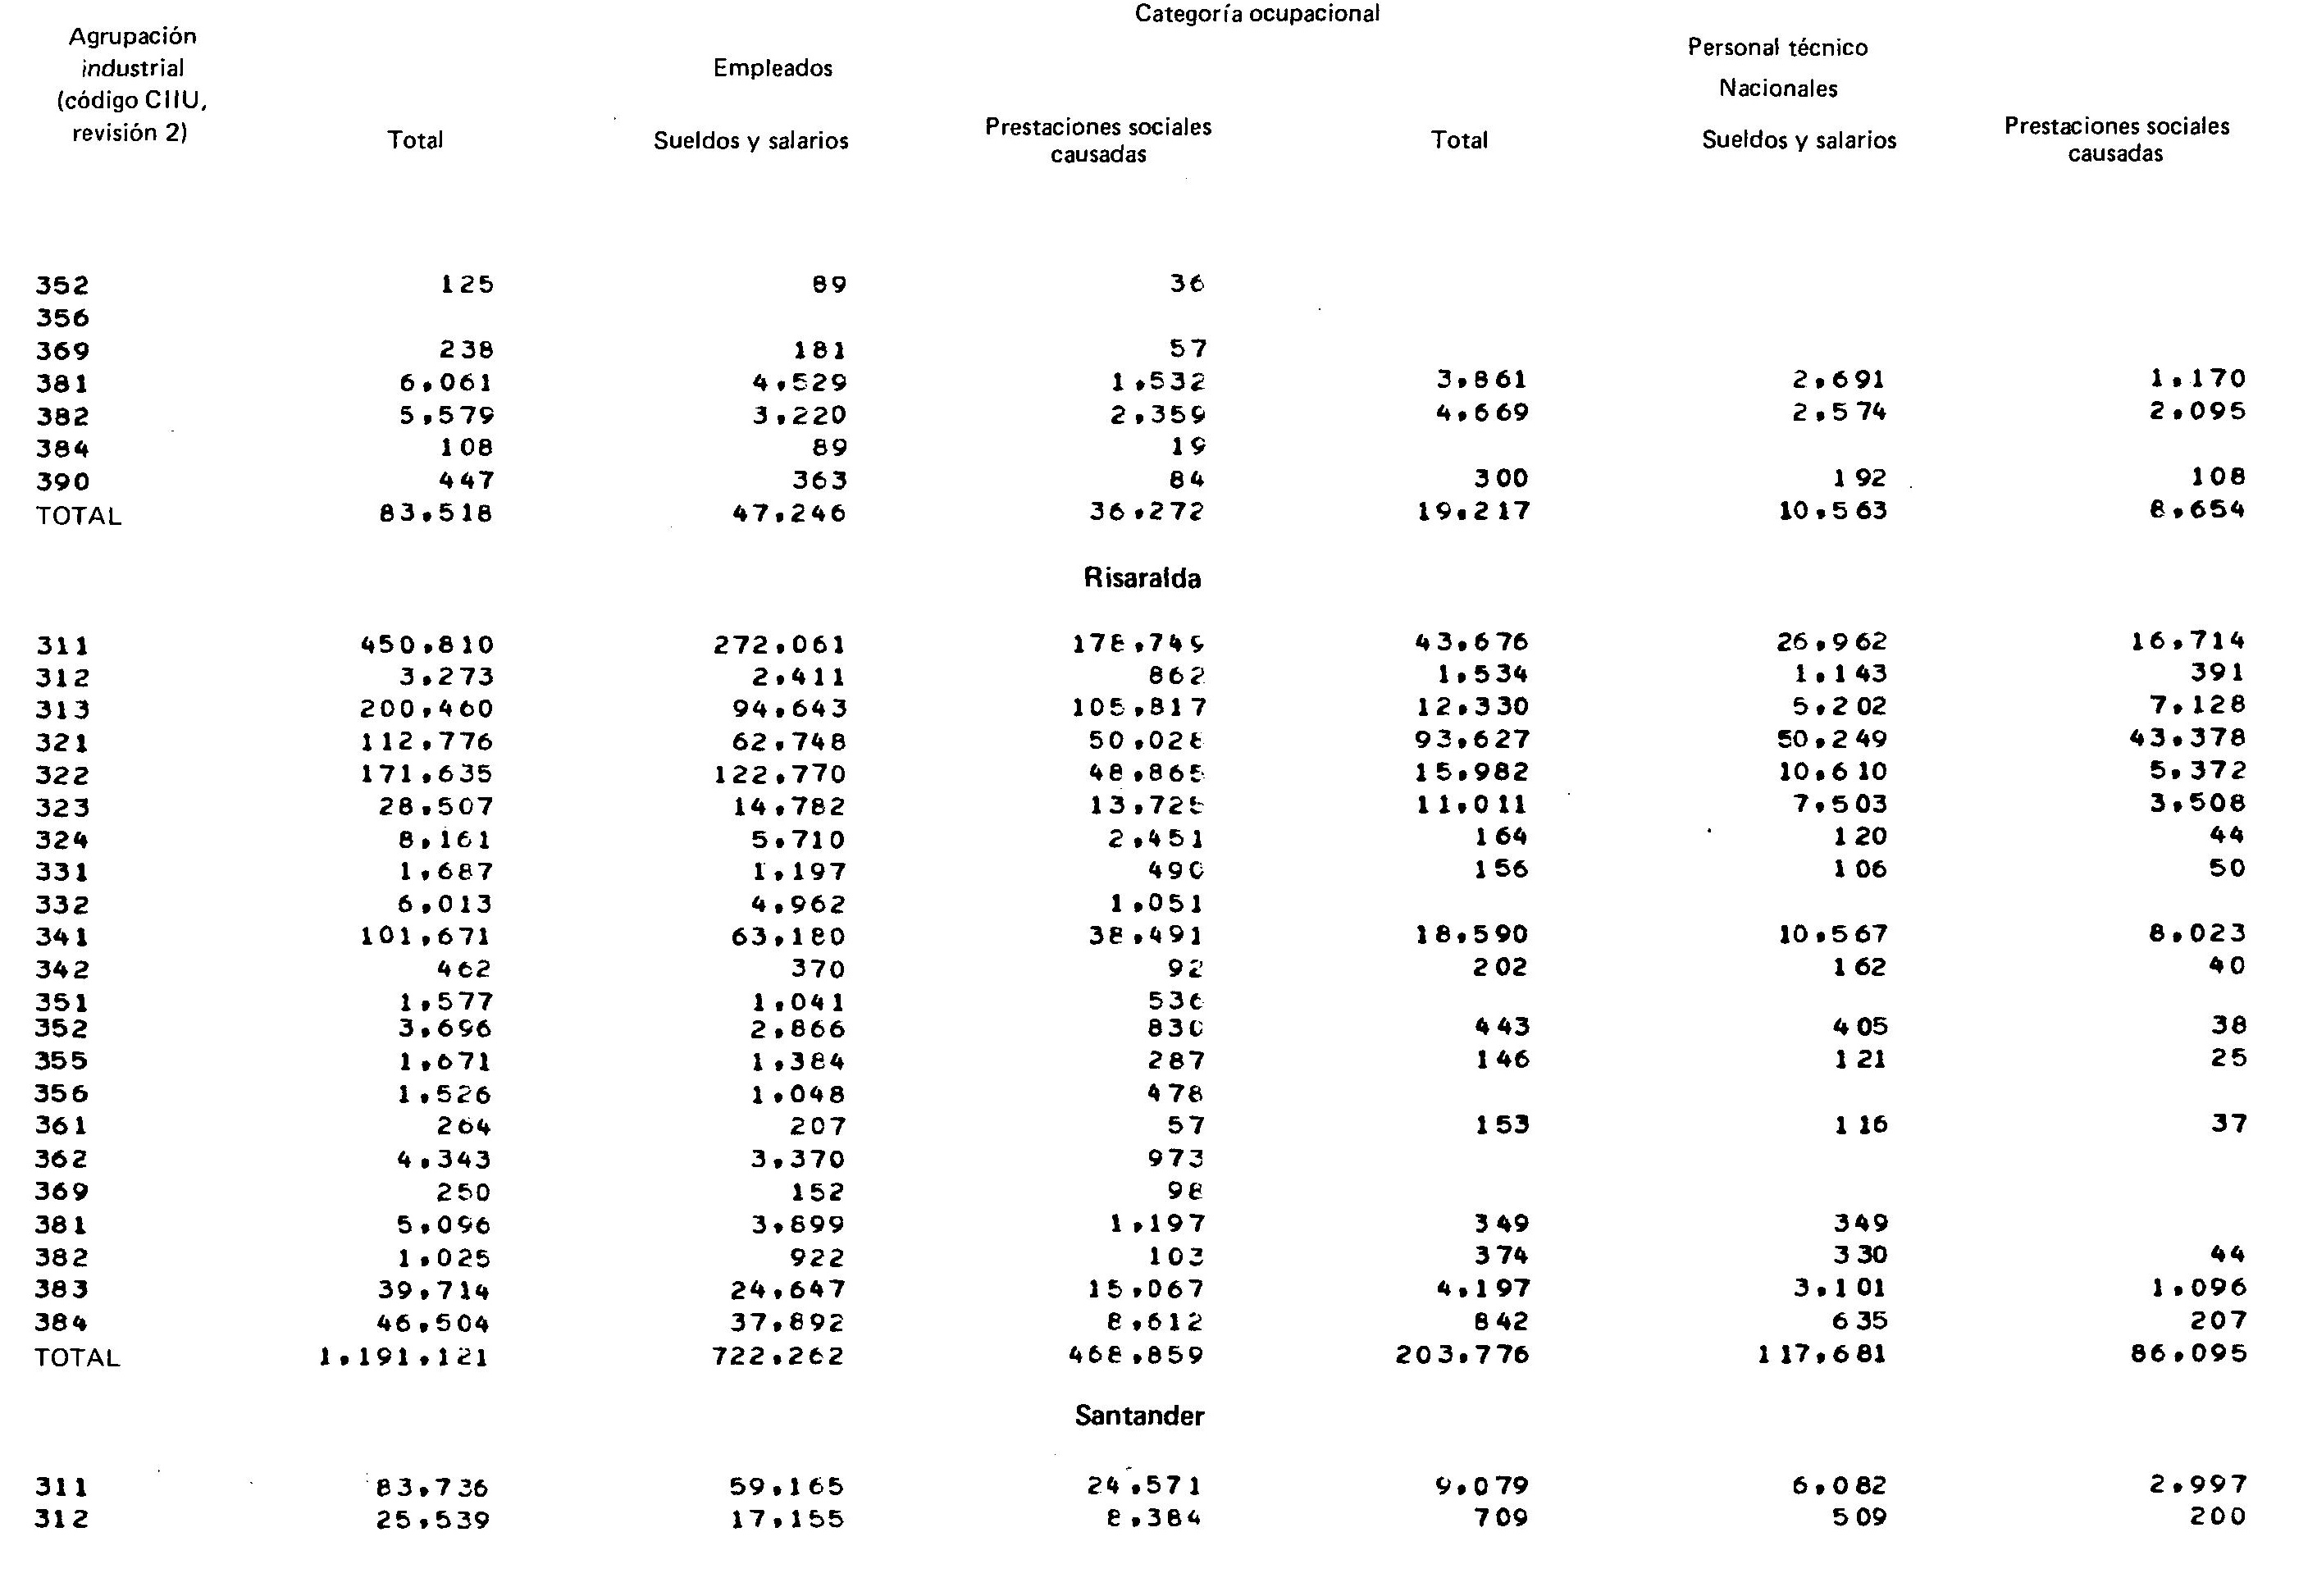 Categoría ocupacional
Agrupación
industrial
(código CIIU,
revisión 2)
Empleados
Personal técnico
Nacionales
Total Sueldos y salarios Prestaciones sociales causadas Total Sueldos y salarios Prestaciones sociales causadas
352 125 89 36
356
369 238 181 57
381 6,061 4,529 1,532 3,861 2,691 1,170
382 5,579 3,220 2,359 4,669 2,574 2,095
384 108 89 19
390 447 363 84 300 192 108
TOTAL 83,518 47,246 36,272 19,217 10,563 8,654
Risaralda
311 450,810 272,061 178,749 43,676 26,962 16,714
312 3,273 2,411 862 1,534 1,143 391
313 200,460 94,643 105,817 12,330 5,202 7,128
321 112,776 62,748 50,028 93,627 50,249 43,378
322 171,635 122,770 48,865 15,982 10,610 5,372
323 28,507 14,782 13,725 11,011 7,503 3,508
324 8,161 5,710 2,451 164 120 44
331 1,687 1,197 490 156 106 50
332 6,013 4,962 1,051
341 101,671 63,180 38,491 18,590 10,567 8,023
342 462 370 92 202 162 40
351 1,577 1,041 536
352 3,696 2,866 830 443 405 38
355 1,671 1,384 287 146 121 25
356 1,526 1,048 478
361 264 207 57 153 116 37
362 4,343 3,370 973
369 250 152 98
381 5,096 3,899 1,197 349 349
382 1,025 922 103 374 330 44
383 39,714 24,647 15,067 4,197 3,101 1,096
384 46,504 37,892 8,612 842 635 207
TOTAL 1,191,121 722,262 468,859 203,776 117,681 86,095
Santander
311 83,736 59,165 24,571 9,079 6,082 2,997
312 25,539 17,155 8,384 709 509 200